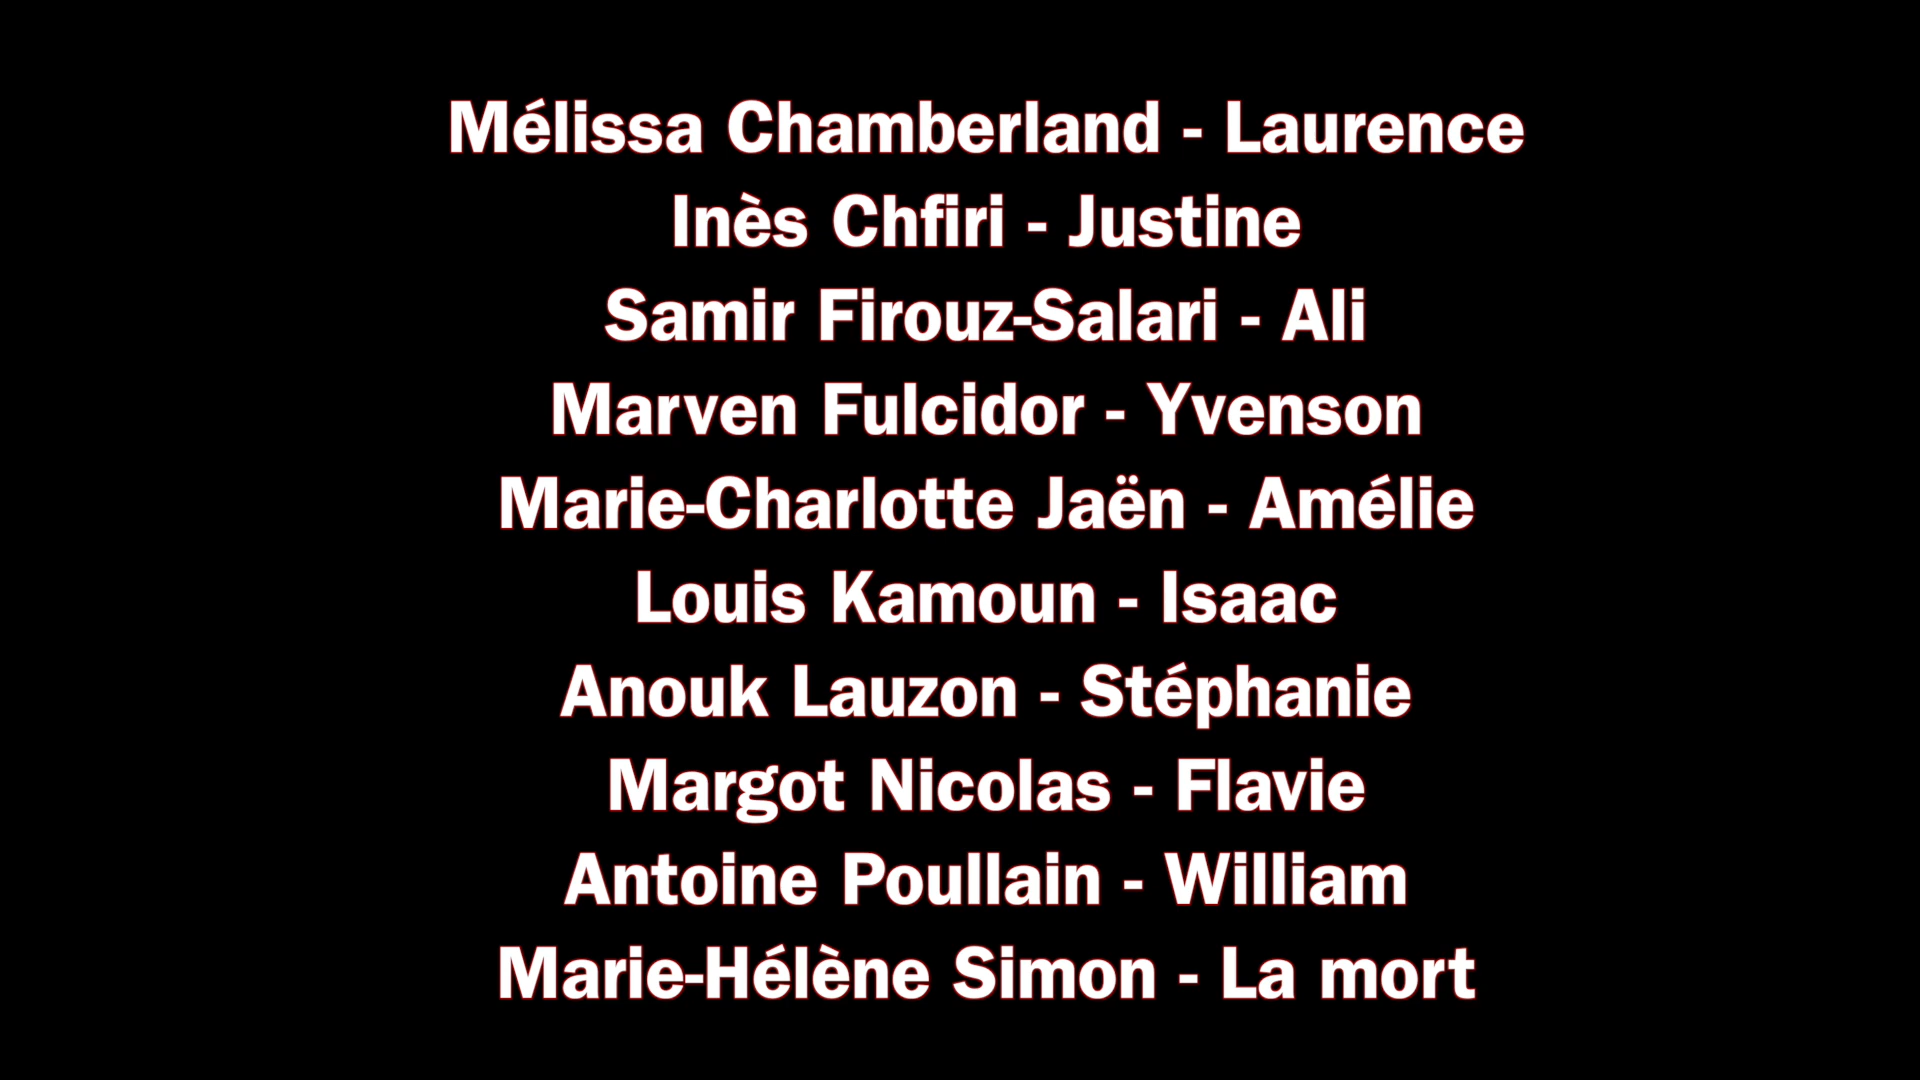 Mélissa Chamberland - Laurence
Inès Chfiri - Justine
Samir Firouz-Salari - Ali
Marven Fulcidor - Yvenson
Marie-Charlotte Jaën - Amélie
Louis Kamoun - Isaac
Anouk Lauzon - Stéphanie
Margot Nicolas - Flavie
Antoine Poullain - William
Marie-Hélène Simon - La mort